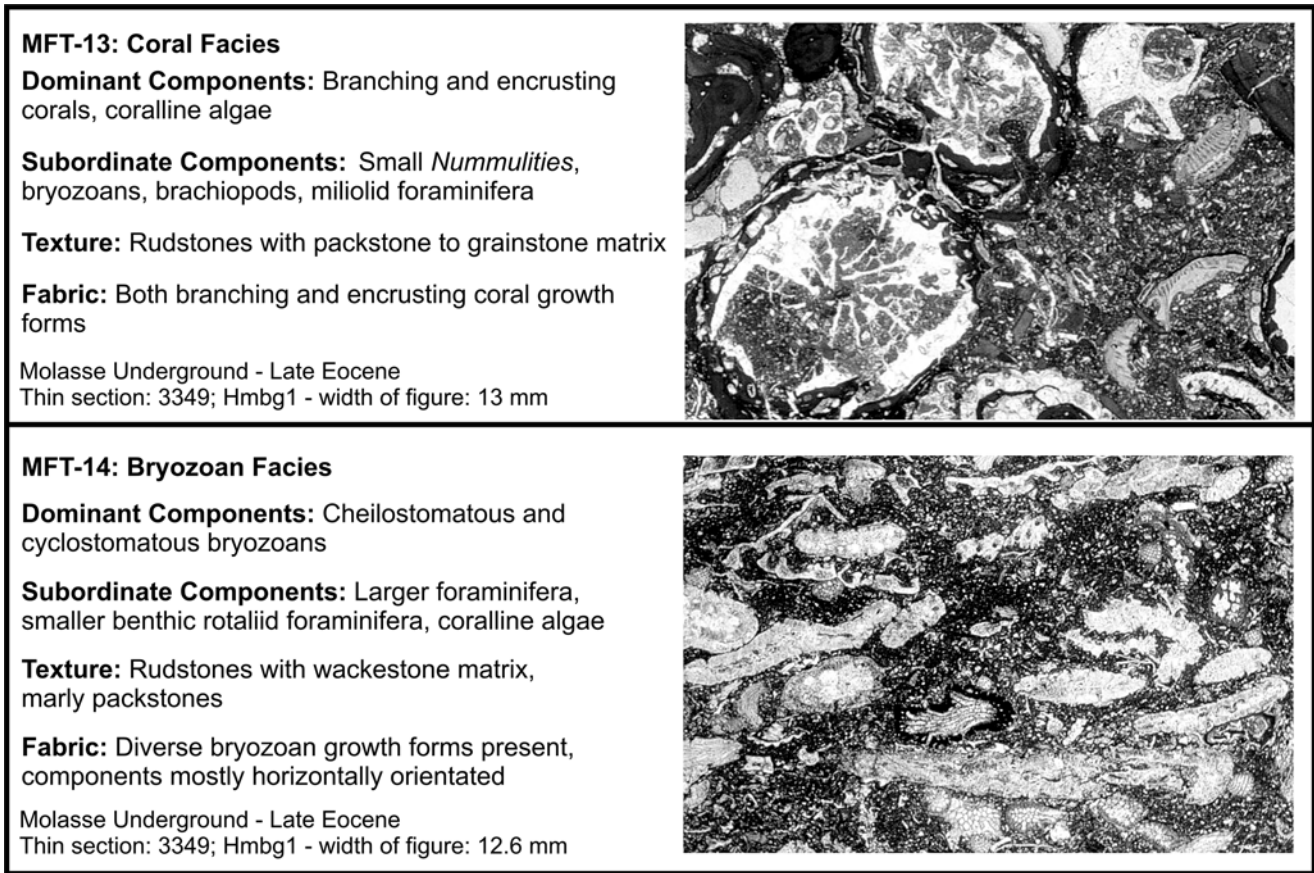 MFT-13: Coral Facies
Dominant Components: Branching and encrusting
corals, coralline algae
Subordinate Components: Small Nummulities,
bryozoans, brachiopods, miliolid foraminifera
Texture: Rudstones with packstone to grainstone matrix
Fabric: Both branching and encrusting coral growth
forms
Molasse Underground - Late Eocene
Thin section: 3349; Hmbg1 - width of figure: 13 mm
MFT-14: Bryozoan Facies
Dominant Components: Cheilostomatous and
cyclostomatous bryozoans
Subordinate Components: Larger foraminifera,
smaller benthic rotaliid foraminifera, coralline algae
Texture: Rudstones with wackestone matrix,
marly packstones
Fabric: Diverse bryozoan growth forms present,
components mostly horizontally orientated
Molasse Underground - Late Eocene
Thin section: 3349; Hmbg1 - width of figure: 12.6 mm